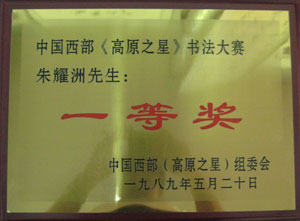 中国西部《高原之星》书法大赛
朱耀洲先生：
一等奖
中国西部（高原之星）组委会
一九八九年五月二十日